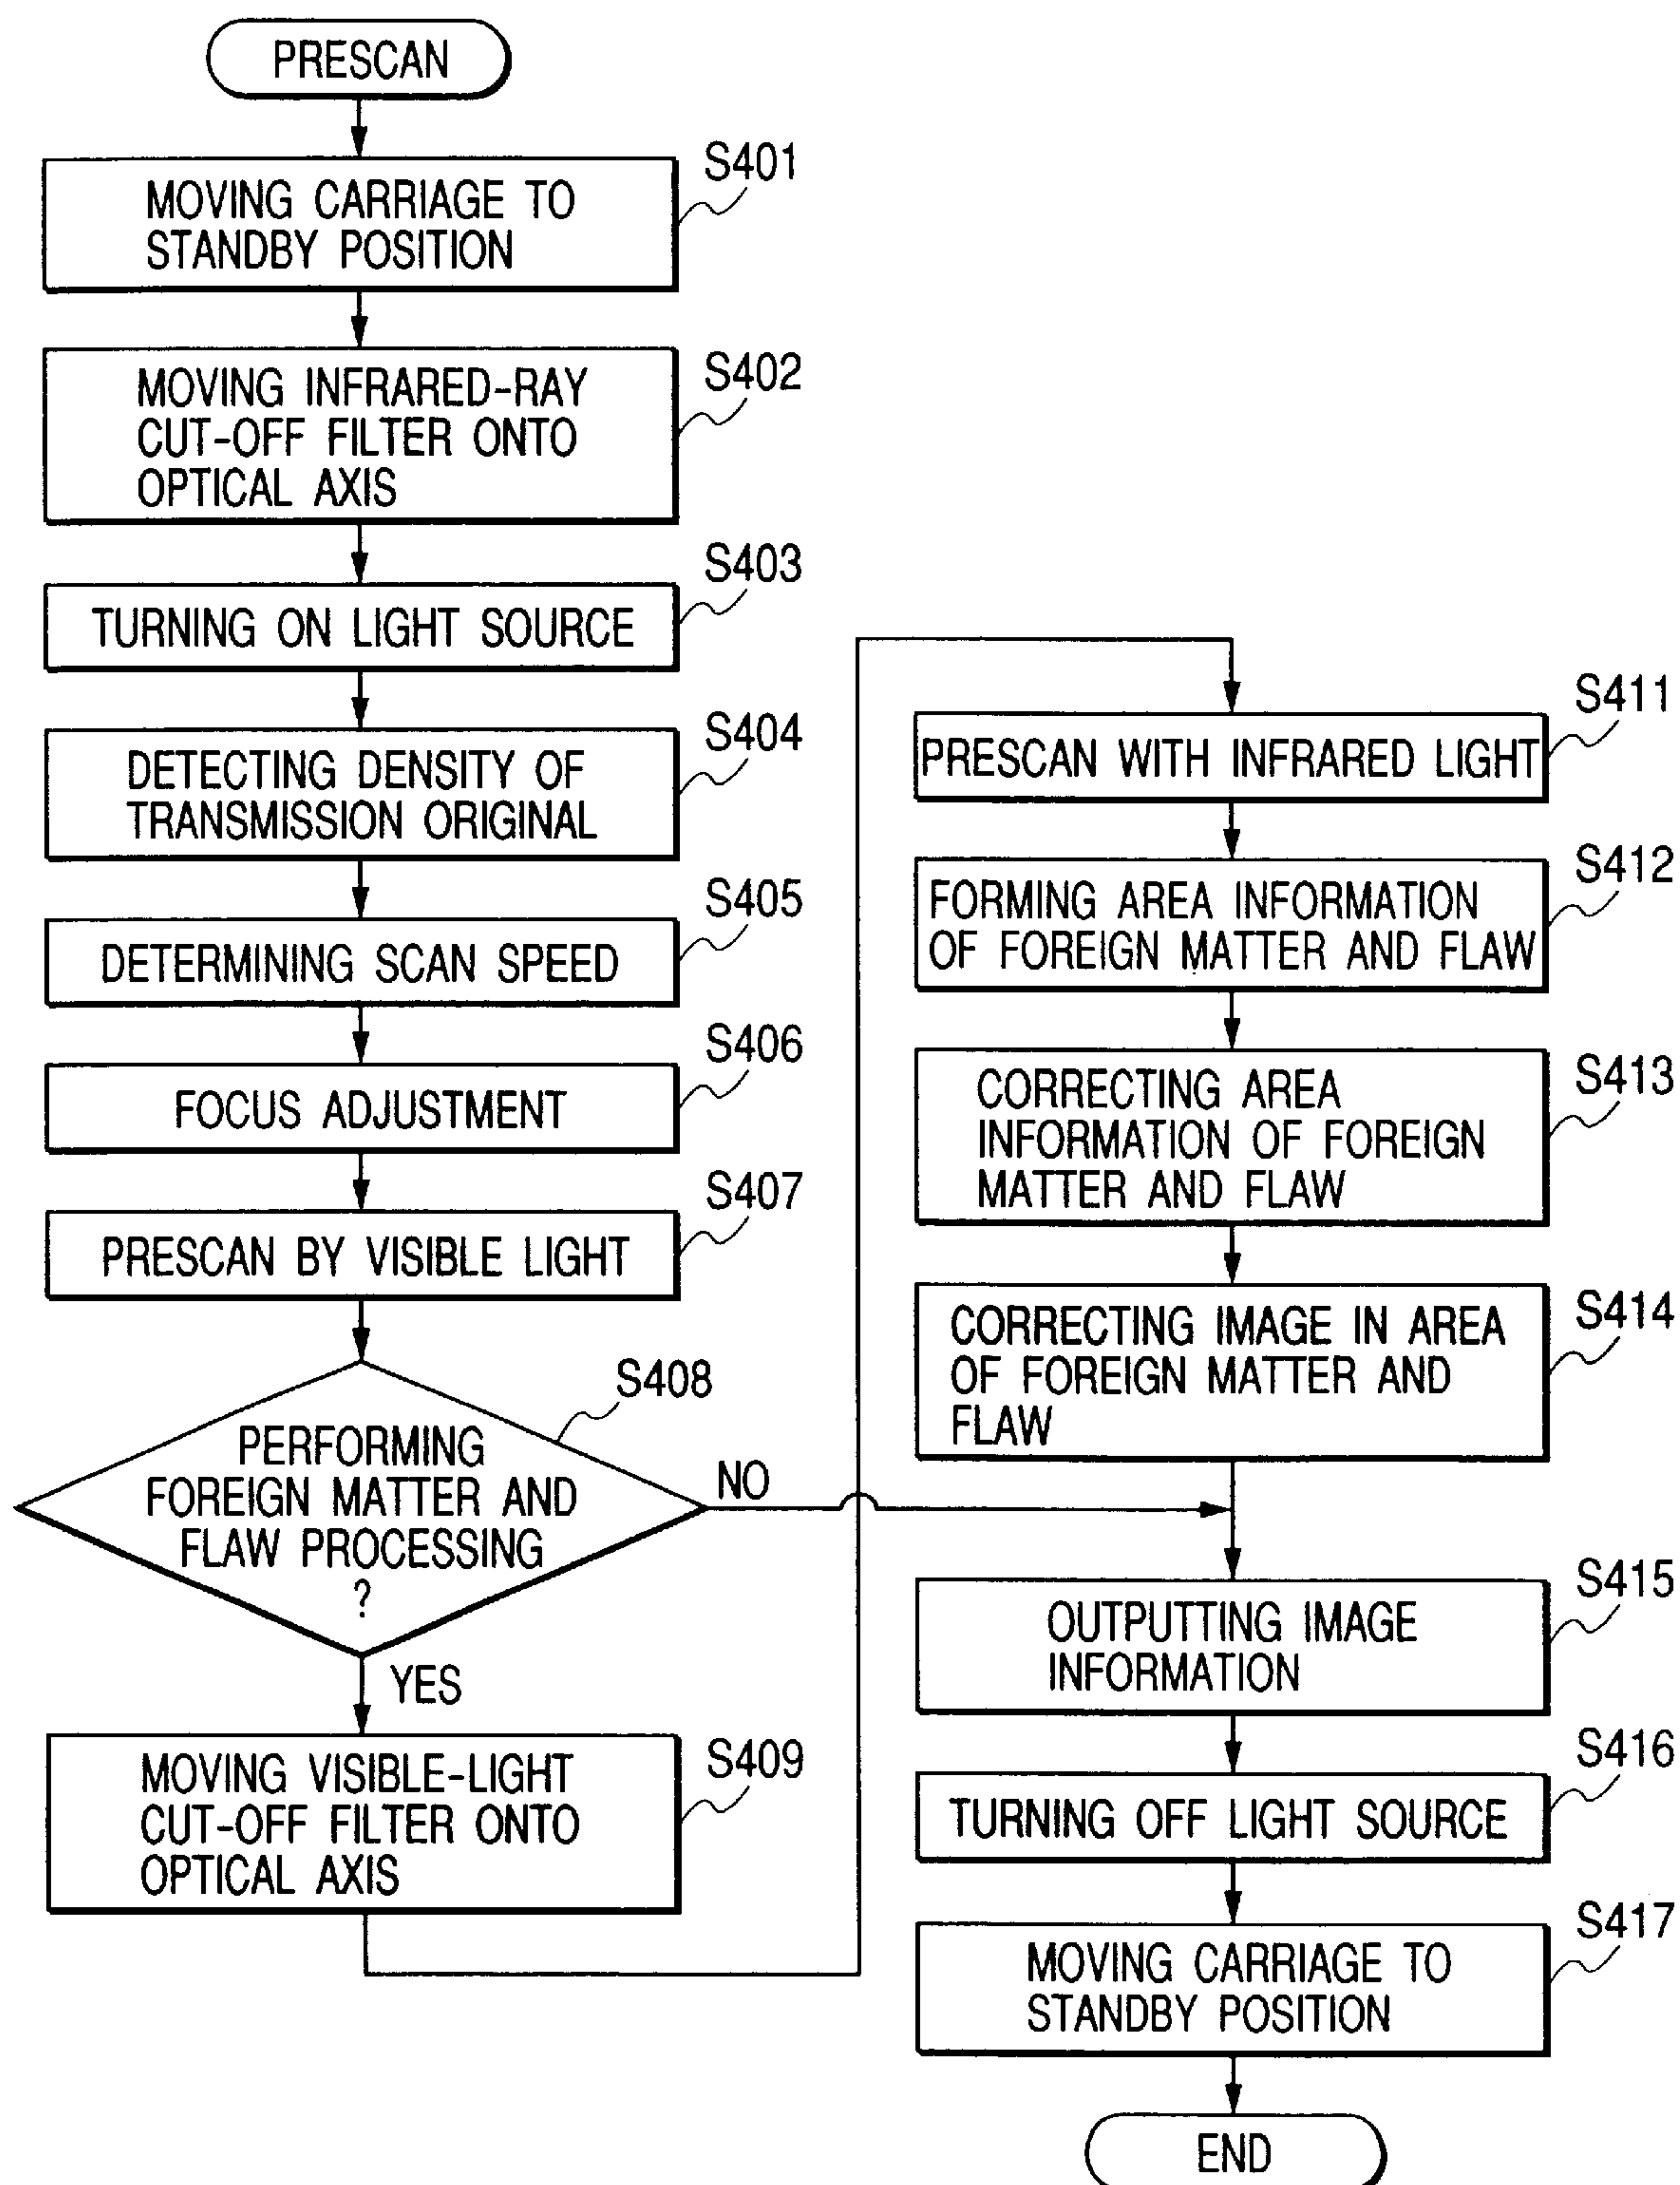 PRESCAN
S401
MOVING CARRIAGE TO
STANDBY POSITION
S402
MOVING INFRARED-RAY
CUT-OFF FILTER ONTO
OPTICAL AXIS
S403
TURNING ON LIGHT SOURCE
S404
DETECTING DENSITY OF
TRANSMISSION ORIGINAL
S405
DETERMINING SCAN SPEED
S406
FOCUS ADJUSTMENT
S407
PRESCAN BY VISIBLE LIGHT
S408
PERFORMING
FOREIGN MATTER AND
FLAW PROCESSING
?
NO
YES
S409
MOVING VISIBLE-LIGHT
CUT-OFF FILTER ONTO
OPTICAL AXIS
S411
PRESCAN WITH INFRARED LIGHT
S412
FORMING AREA INFORMATION
OF FOREIGN MATTER AND FLAW
S413
CORRECTING AREA
INFORMATION OF FOREIGN
MATTER AND FLAW
S414
CORRECTING IMAGE IN AREA
OF FOREIGN MATTER AND
FLAW
S415
OUTPUTTING IMAGE
INFORMATION
S416
TURNING OFF LIGHT SOURCE
S417
MOVING CARRIAGE TO
STANDBY POSITION
END